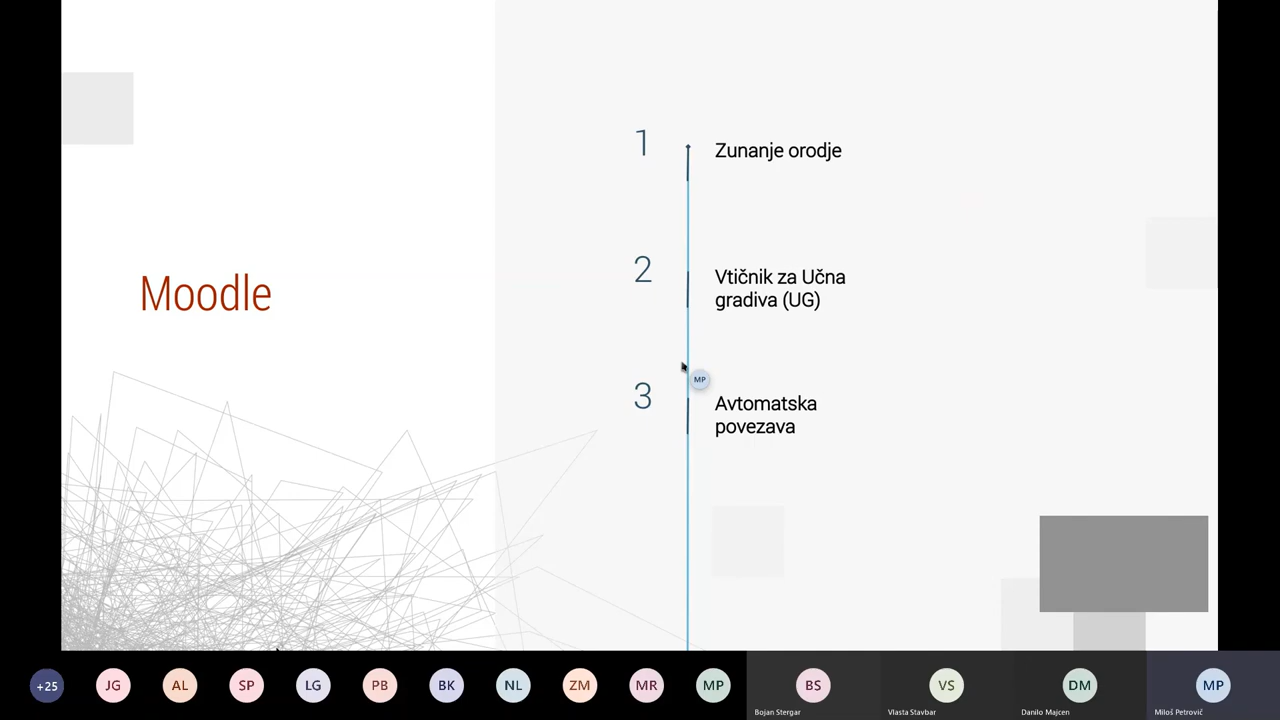 Moodle
1
Zunanje orodje
2
Vtičnik za Učna
gradiva (UG)
MP
3
Avtomatska
povezava
+25
JG
AL
SP
LG
PB
BK
NL
ZM
MR
MP
BS
Bojan Stergar
VS
Vlasta Stavbar
DM
Danilo Majcen
MP
Miloš Petrovič